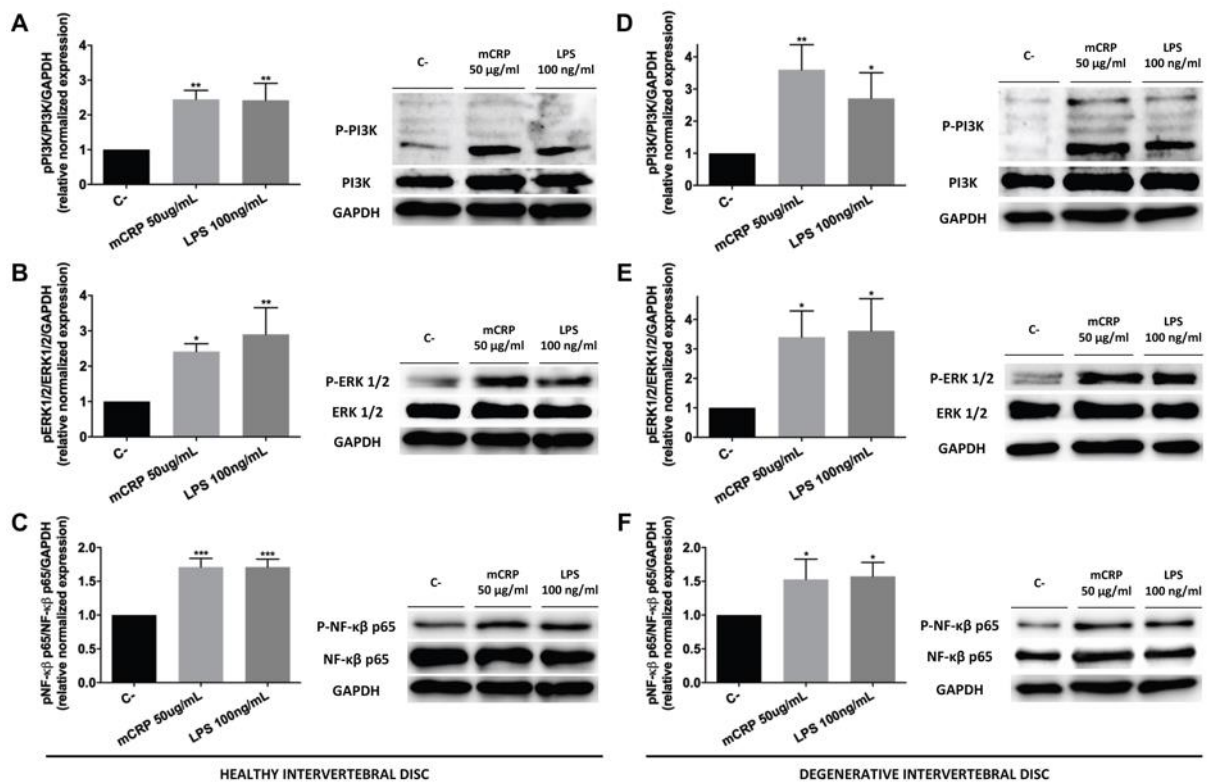 A
pPI3K/PI3K/GAPDH
(relative normalized expression)
4
3
2
1
0
** **
C-
mCRP 50ug/mL
LPS 100ng/mL
C-
mCRP
50 µg/ml
LPS
100 ng/ml
P-PI3K
PI3K
GAPDH
D
pPI3K/PI3K/GAPDH
(relative normalized expression)
5
4
3
2
1
0
** *
C-
mCRP 50ug/mL
LPS 100ng/mL
C-
mCRP
50 µg/ml
LPS
100 ng/ml
P-PI3K
PI3K
GAPDH
B
pERK1/2/ERK1/2/GAPDH
(relative normalized expression)
4
3
2
1
0
* **
C-
mCRP 50ug/mL
LPS 100ng/mL
C-
mCRP
50 µg/ml
LPS
100 ng/ml
P-ERK 1/2
ERK 1/2
GAPDH
E
pERK1/2/ERK1/2/GAPDH
(relative normalized expression)
5
4
3
2
1
0
* *
C-
mCRP 50ug/mL
LPS 100ng/mL
C-
mCRP
50 µg/ml
LPS
100 ng/ml
P-ERK 1/2
ERK 1/2
GAPDH
C
pNF-κβ p65/NF-κβ p65/GAPDH
(relative normalized expression)
2.0
1.5
1.0
0.5
0.0
*** ***
C-
mCRP 50ug/mL
LPS 100ng/mL
C-
mCRP
50 µg/ml
LPS
100 ng/ml
P-NF-κβ p65
NF-κβ p65
GAPDH
F
pNF-κβ p65/NF-κβ p65/GAPDH
(relative normalized expression)
2.0
1.5
1.0
0.5
0.0
* *
C-
mCRP 50ug/mL
LPS 100ng/mL
C-
mCRP
50 µg/ml
LPS
100 ng/ml
P-NF-κβ p65
NF-κβ p65
GAPDH
HEALTHY INTERVERTEBRAL DISC
DEGENERATIVE INTERVERTEBRAL DISC